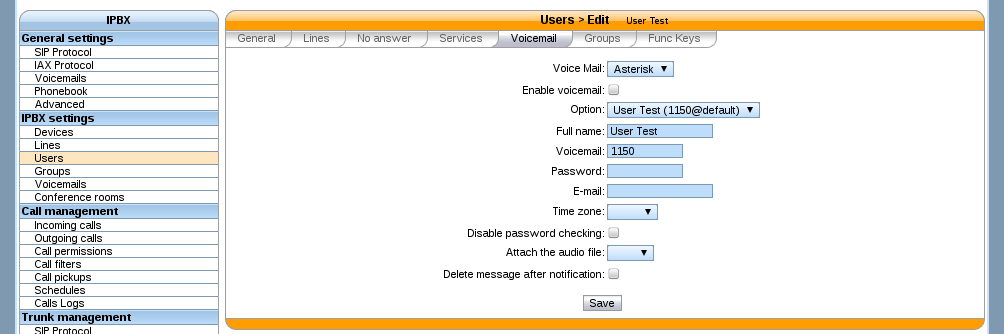 IPBX
General settings
SIP Protocol
IAX Protocol
Voicemails
Phonebook
Advanced
IPBX settings
Devices
Lines
Users
Groups
Voicemails
Conference rooms
Call management
Incoming calls
Outgoing calls
Call permissions
Call filters
Call pickups
Schedules
Calls Logs
Trunk management
SIP Protocol
Users > Edit User Test
General Lines No answer Services Voicemail Groups Func Keys
Voice Mail: Asterisk ▼
Enable voicemail:
Option: User Test (1150@default) ▼
Full name: User Test
Voicemail: 1150
Password:
E-mail:
Time zone: ▼
Disable password checking:
Attach the audio file: ▼
Delete message after notification:
Save